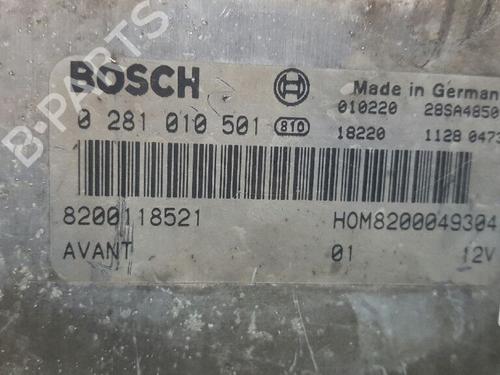 B-PARTS
BOSCH Made in German
010220 28SA4850
0 281 010 501 810 18220 1128 0473
8200118521 HOM8200049304
AVANT 01 12V